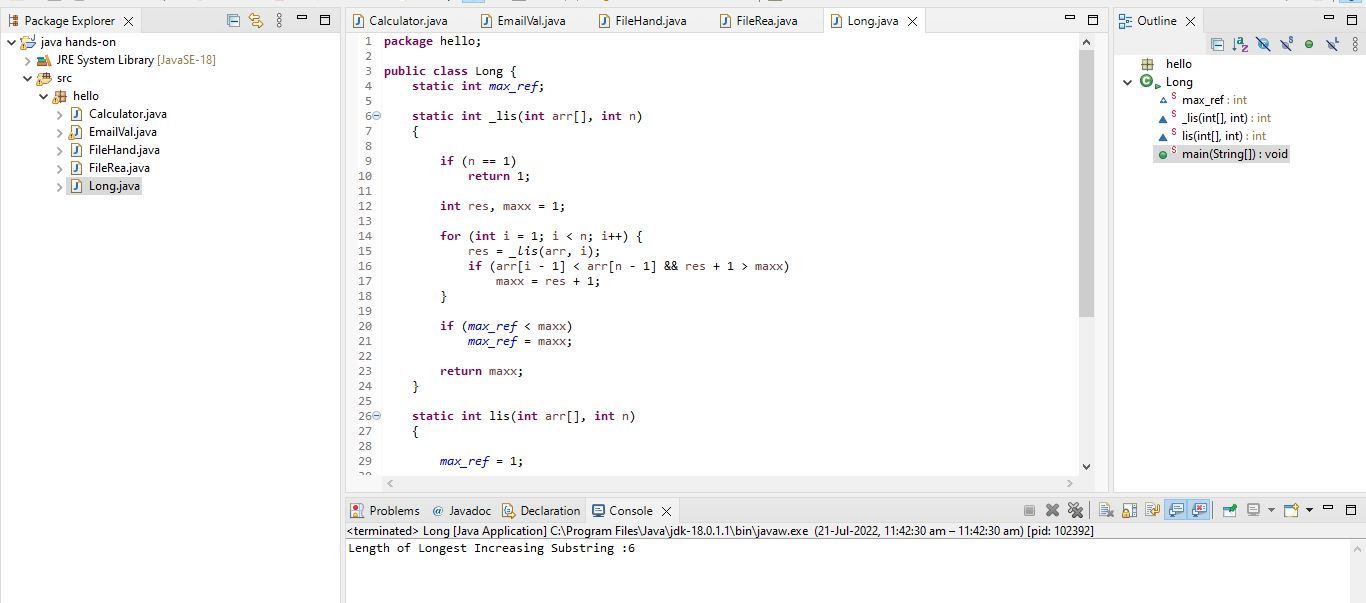 Package Explorer
java hands-on
JRE System Library [JavaSE-18]
src
hello
Calculator.java
EmailVal.java
FileHand.java
FileRea.java
Long.java
Calculator.java EmailVal.java FileHand.java FileRea.java Long.java
1 package hello;
2
3 public class Long {
4 static int max_ref;
5
6 static int _lis(int arr[], int n)
7 {
8
9 if (n == 1)
10 return 1;
11
12 int res, maxx = 1;
13
14 for (int i = 1; i < n; i++) {
15 res = _lis(arr, i);
16 if (arr[i - 1] < arr[n - 1] && res + 1 > maxx)
17 maxx = res + 1;
18 }
19
20 if (max_ref < maxx)
21 max_ref = maxx;
22
23 return maxx;
24 }
25
26 static int lis(int arr[], int n)
27 {
28
29 max_ref = 1;
Outline
hello
Long
max_ref : int
_lis(int[], int) : int
lis(int[], int) : int
main(String[]) : void
Problems @ Javadoc Declaration Console
<terminated> Long [Java Application] C:\Program Files\Java\jdk-18.0.1.1\bin\javaw.exe (21-Jul-2022, 11:42:30 am – 11:42:30 am) [pid: 102392]
Length of Longest Increasing Substring :6